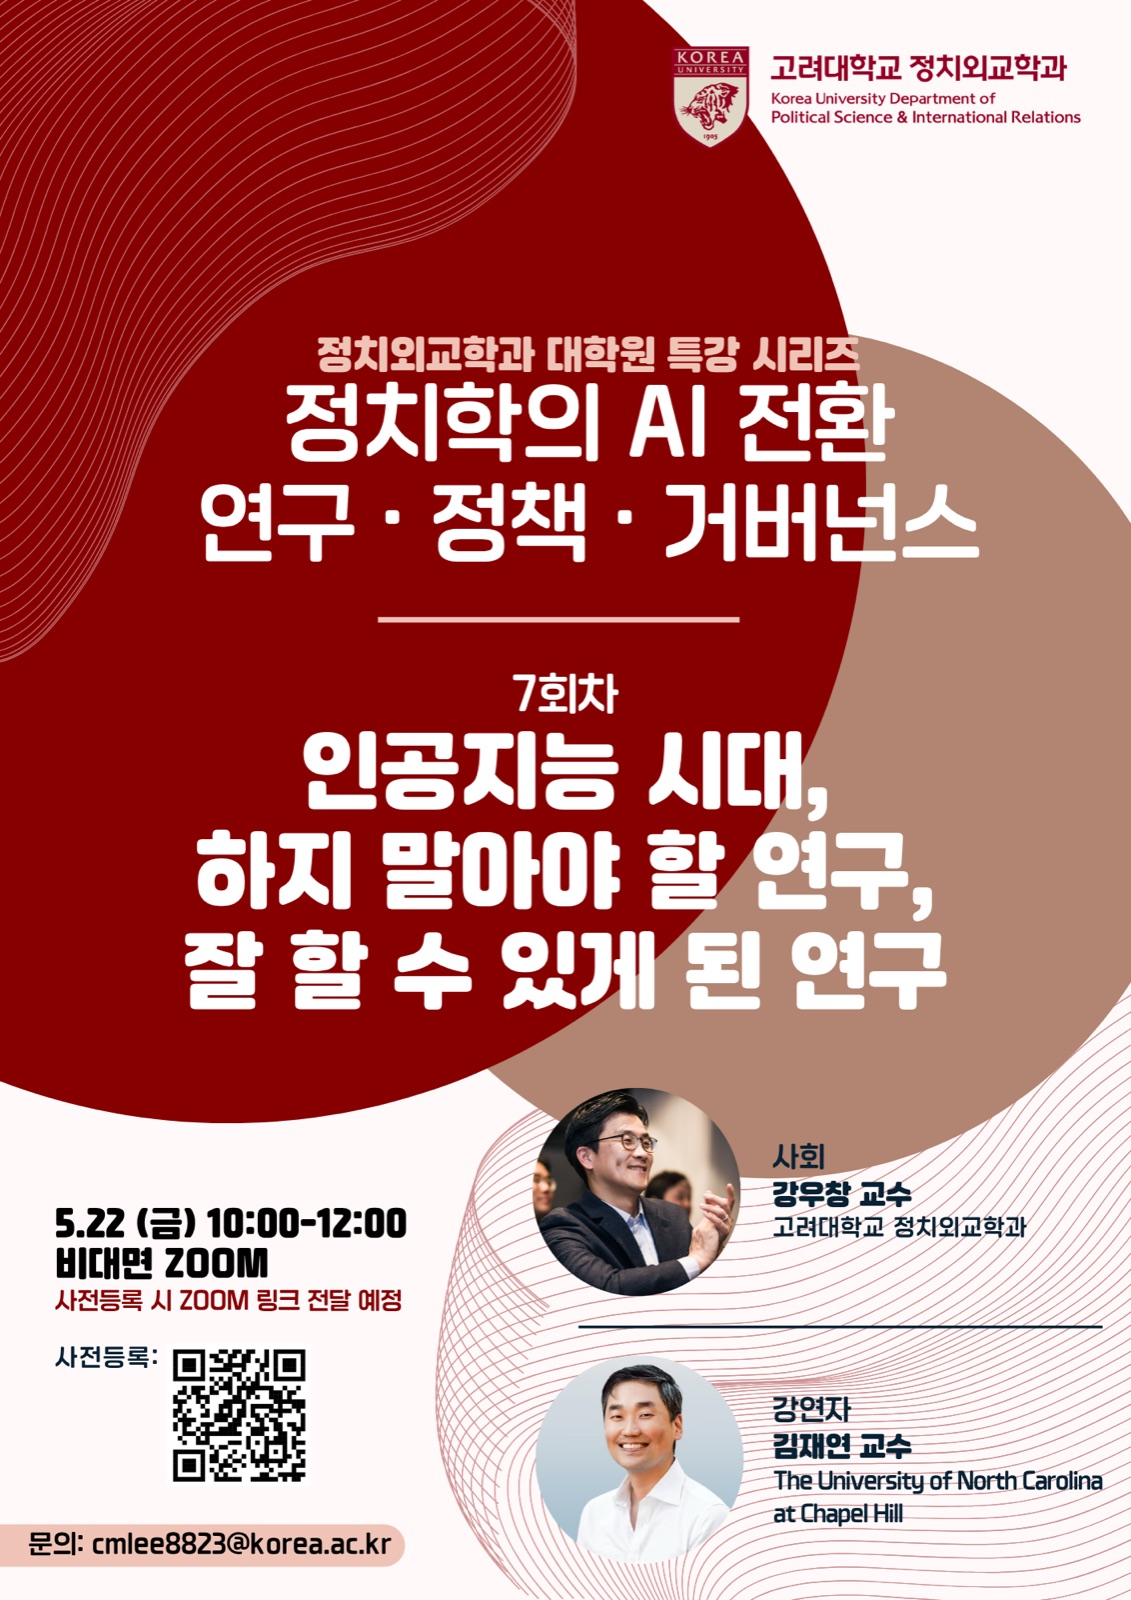 KOREA
UNIVERSITY
1905
고려대학교 정치외교학과
Korea University Department of
Political Science & International Relations
정치외교학과 대학원 특강 시리즈
정치학의 AI 전환
연구 · 정책 · 거버넌스
7회차
인공지능 시대,
하지 말아야 할 연구,
잘 할 수 있게 된 연구
사회
강우창 교수
고려대학교 정치외교학과
5.22 (금) 10:00-12:00
비대면 ZOOM
사전등록 시 ZOOM 링크 전달 예정
사전등록:
강연자
김재연 교수
The University of North Carolina
at Chapel Hill
문의: cmlee8823@korea.ac.kr